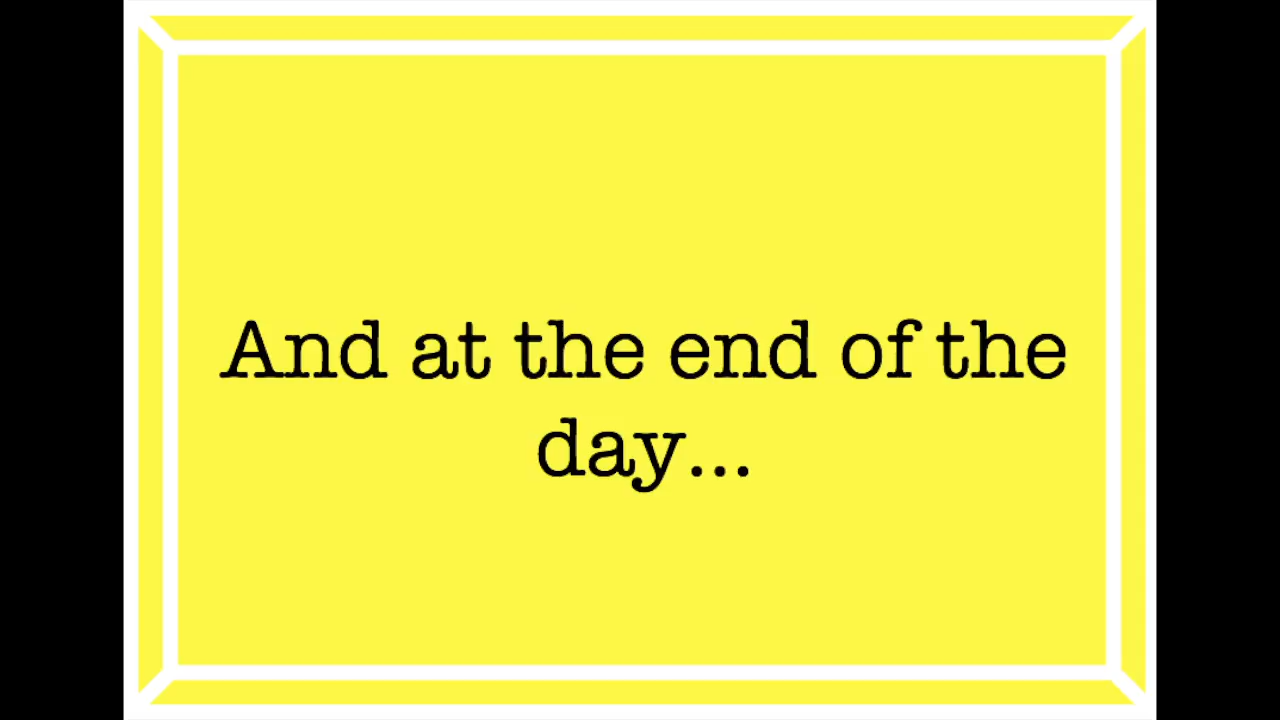 And at the end of the
day...